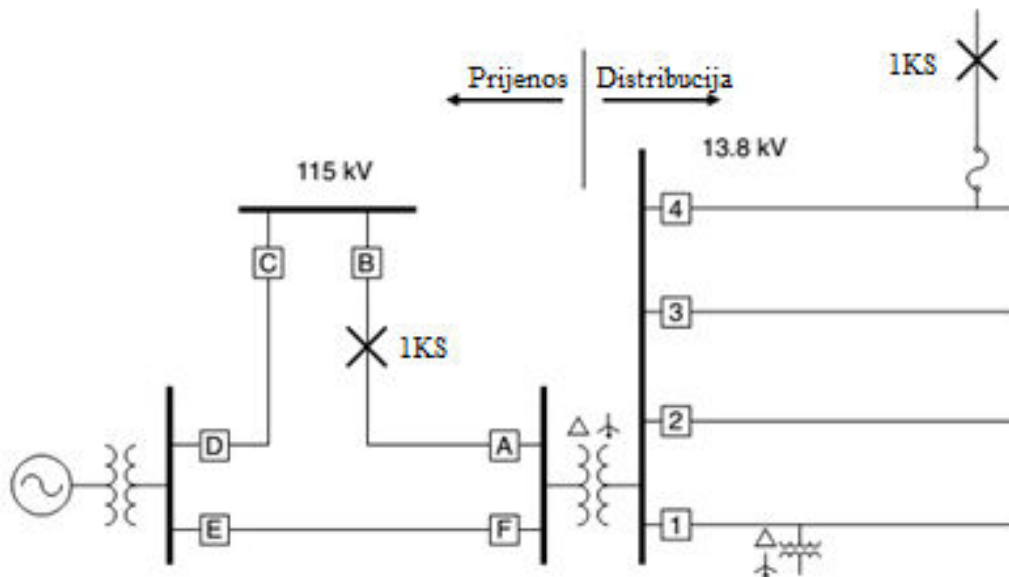 1KS
Prijenos
Distribucija
13.8 kV
115 kV
4
C
B
3
1KS
D
A
2
E
F
1